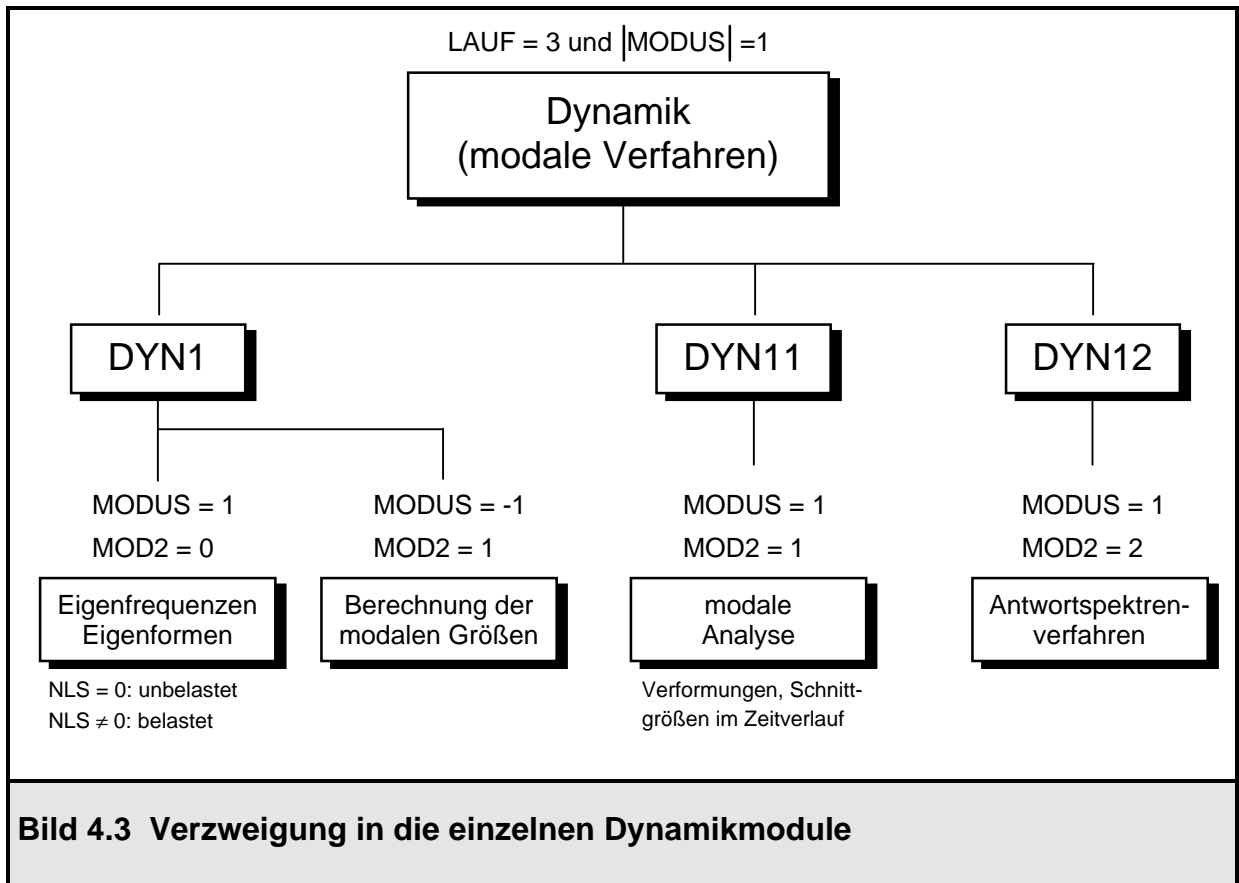 LAUF = 3 und |MODUS| =1
Dynamik
(modale Verfahren)
DYN1
DYN11
DYN12
MODUS = 1
MOD2 = 0
MODUS = -1
MOD2 = 1
MODUS = 1
MOD2 = 1
MODUS = 1
MOD2 = 2
Eigenfrequenzen
Eigenformen
Berechnung der
modalen Größen
modale
Analyse
Antwortspektren-
verfahren
NLS = 0: unbelastet
NLS ≠ 0: belastet
Verformungen, Schnitt-
größen im Zeitverlauf
Bild 4.3 Verzweigung in die einzelnen Dynamikmodule